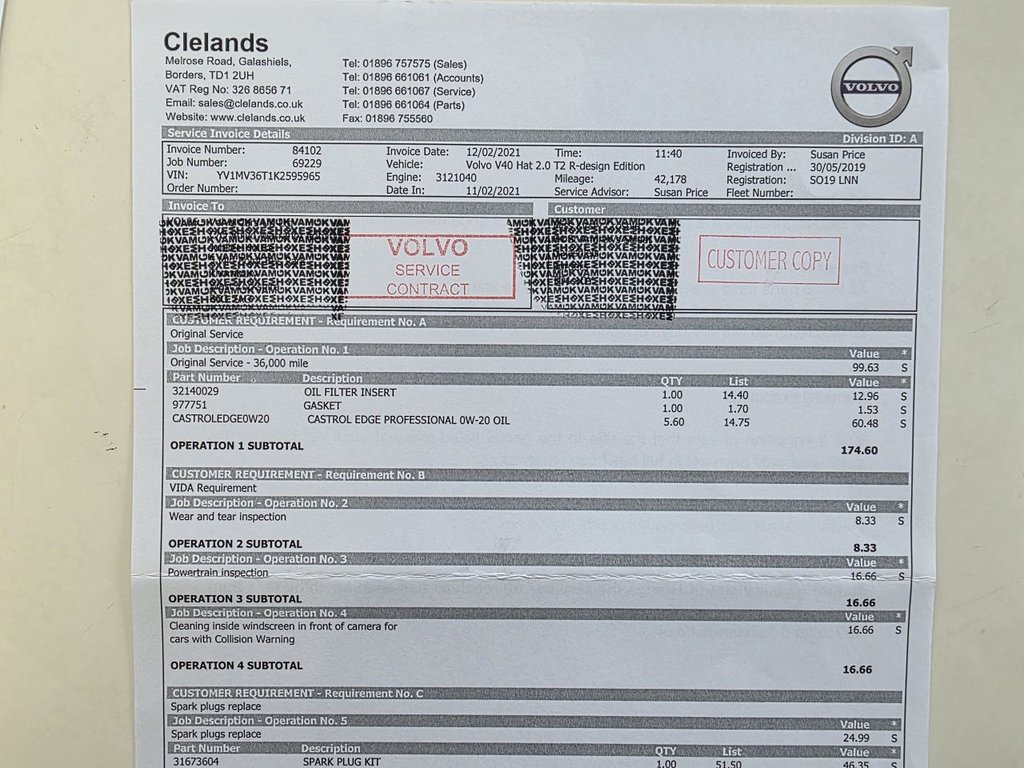 Clelands
Melrose Road, Galashiels,
Borders, TD1 2UH
VAT Reg No: 326 8656 71
Email: sales@clelands.co.uk
Website: www.clelands.co.uk
Tel: 01896 757575 (Sales)
Tel: 01896 661061 (Accounts)
Tel: 01896 661067 (Service)
Tel: 01896 661064 (Parts)
Fax: 01896 755560
VOLVO
Service Invoice Details Division ID: A
Invoice Number: 84102 Invoice Date: 12/02/2021 Time: 11:40 Invoiced By: Susan Price
Job Number: 69229 Vehicle: Volvo V40 Hat 2.0 T2 R-design Edition Registration ... 30/05/2019
VIN: YV1MV36T1K2595965 Engine: 3121040 Mileage: 42,178 Registration: SO19 LNN
Order Number: Date In: 11/02/2021 Service Advisor: Susan Price Fleet Number:
Invoice To Customer
VOLVO
SERVICE
CONTRACT
CUSTOMER COPY
CUSTOMER REQUIREMENT - Requirement No. A
Original Service
Job Description - Operation No. 1 Value *
Original Service - 36,000 mile 99.63 S
Part Number Description QTY List Value *
32140029 OIL FILTER INSERT 1.00 14.40 12.96 S
977751 GASKET 1.00 1.70 1.53 S
CASTROLEDGE0W20 CASTROL EDGE PROFESSIONAL 0W-20 OIL 5.60 14.75 60.48 S
OPERATION 1 SUBTOTAL 174.60
CUSTOMER REQUIREMENT - Requirement No. B
VIDA Requirement
Job Description - Operation No. 2 Value *
Wear and tear inspection 8.33 S
OPERATION 2 SUBTOTAL 8.33
Job Description - Operation No. 3 Value *
Powertrain inspection 16.66 S
OPERATION 3 SUBTOTAL 16.66
Job Description - Operation No. 4 Value *
Cleaning inside windscreen in front of camera for 16.66 S
cars with Collision Warning
OPERATION 4 SUBTOTAL 16.66
CUSTOMER REQUIREMENT - Requirement No. C
Spark plugs replace
Job Description - Operation No. 5 Value *
Spark plugs replace 24.99 S
Part Number Description QTY List Value *
31673604 SPARK PLUG KIT 1.00 51.50 46.35 S